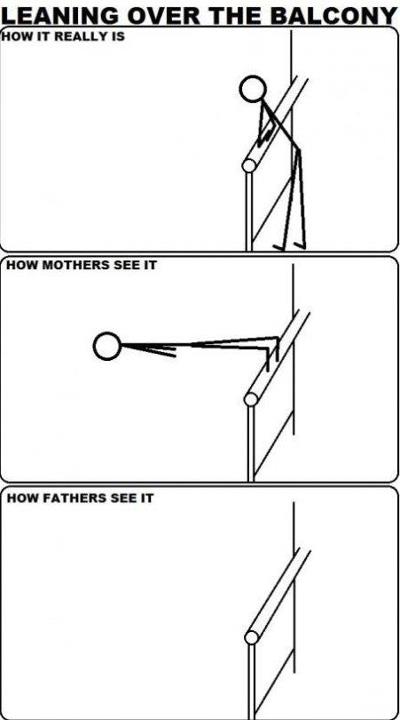 LEANING OVER THE BALCONY
HOW IT REALLY IS
HOW MOTHERS SEE IT
HOW FATHERS SEE IT